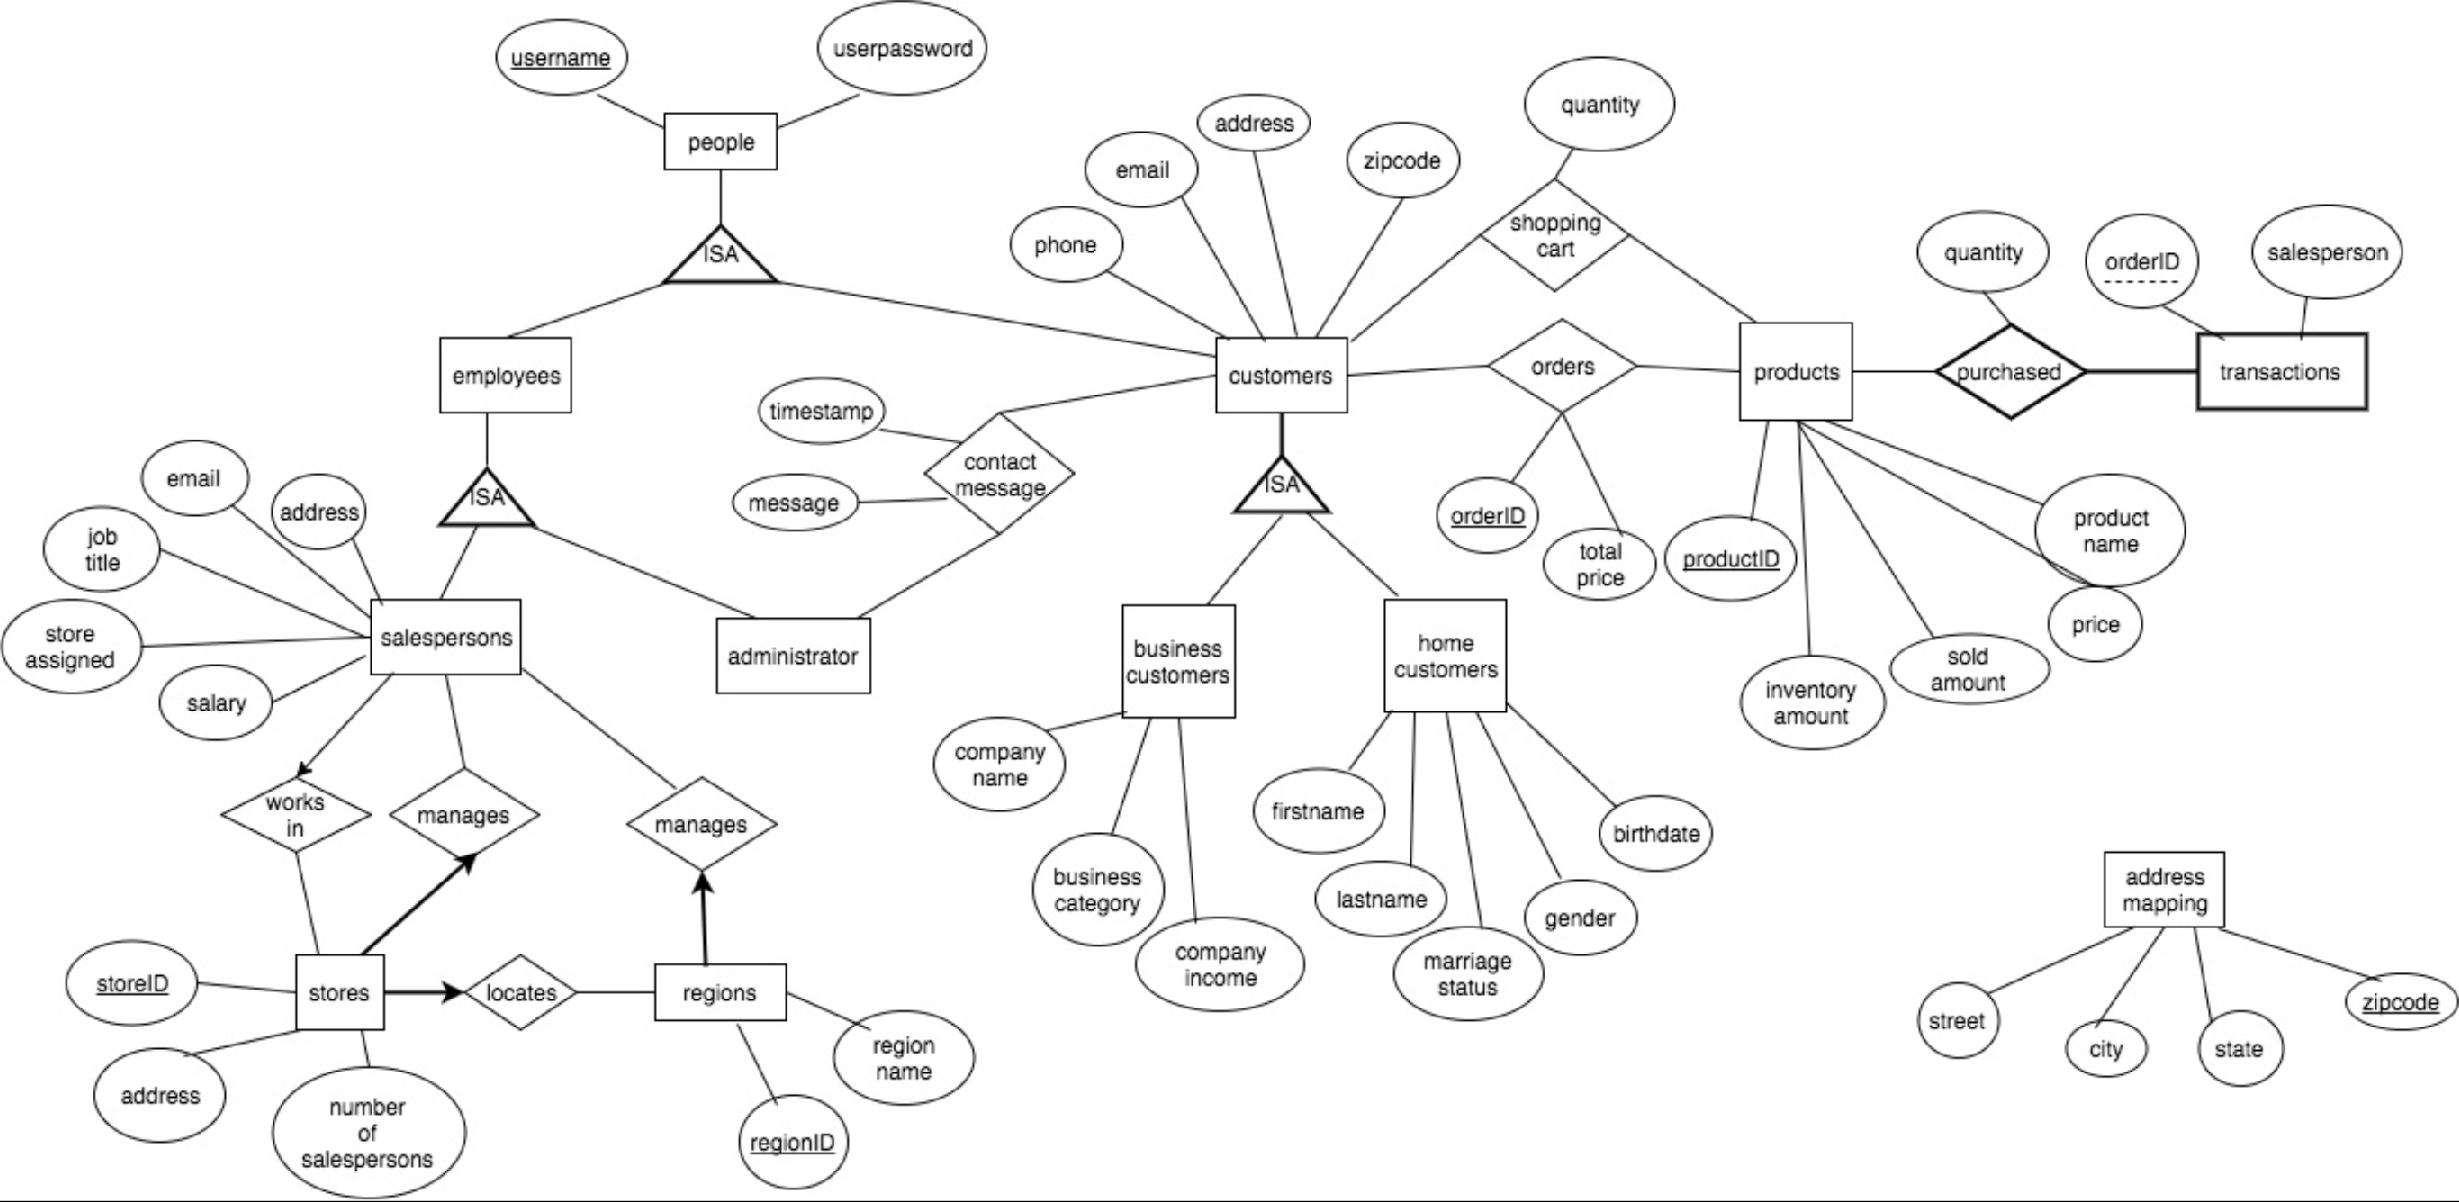 username
userpassword
people
ISA
employees
customers
phone
email
address
zipcode
quantity
shopping
cart
orders
orderID
total
price
products
productID
inventory
amount
sold
amount
price
product
name
quantity
purchased
orderID
salesperson
transactions
timestamp
message
contact
message
ISA
email
address
job
title
store
assigned
salary
salespersons
administrator
ISA
business
customers
home
customers
company
name
business
category
company
income
firstname
lastname
marriage
status
gender
birthdate
works
in
manages
manages
storeID
stores
locates
regions
address
number
of
salespersons
region
name
regionID
address
mapping
street
city
state
zipcode